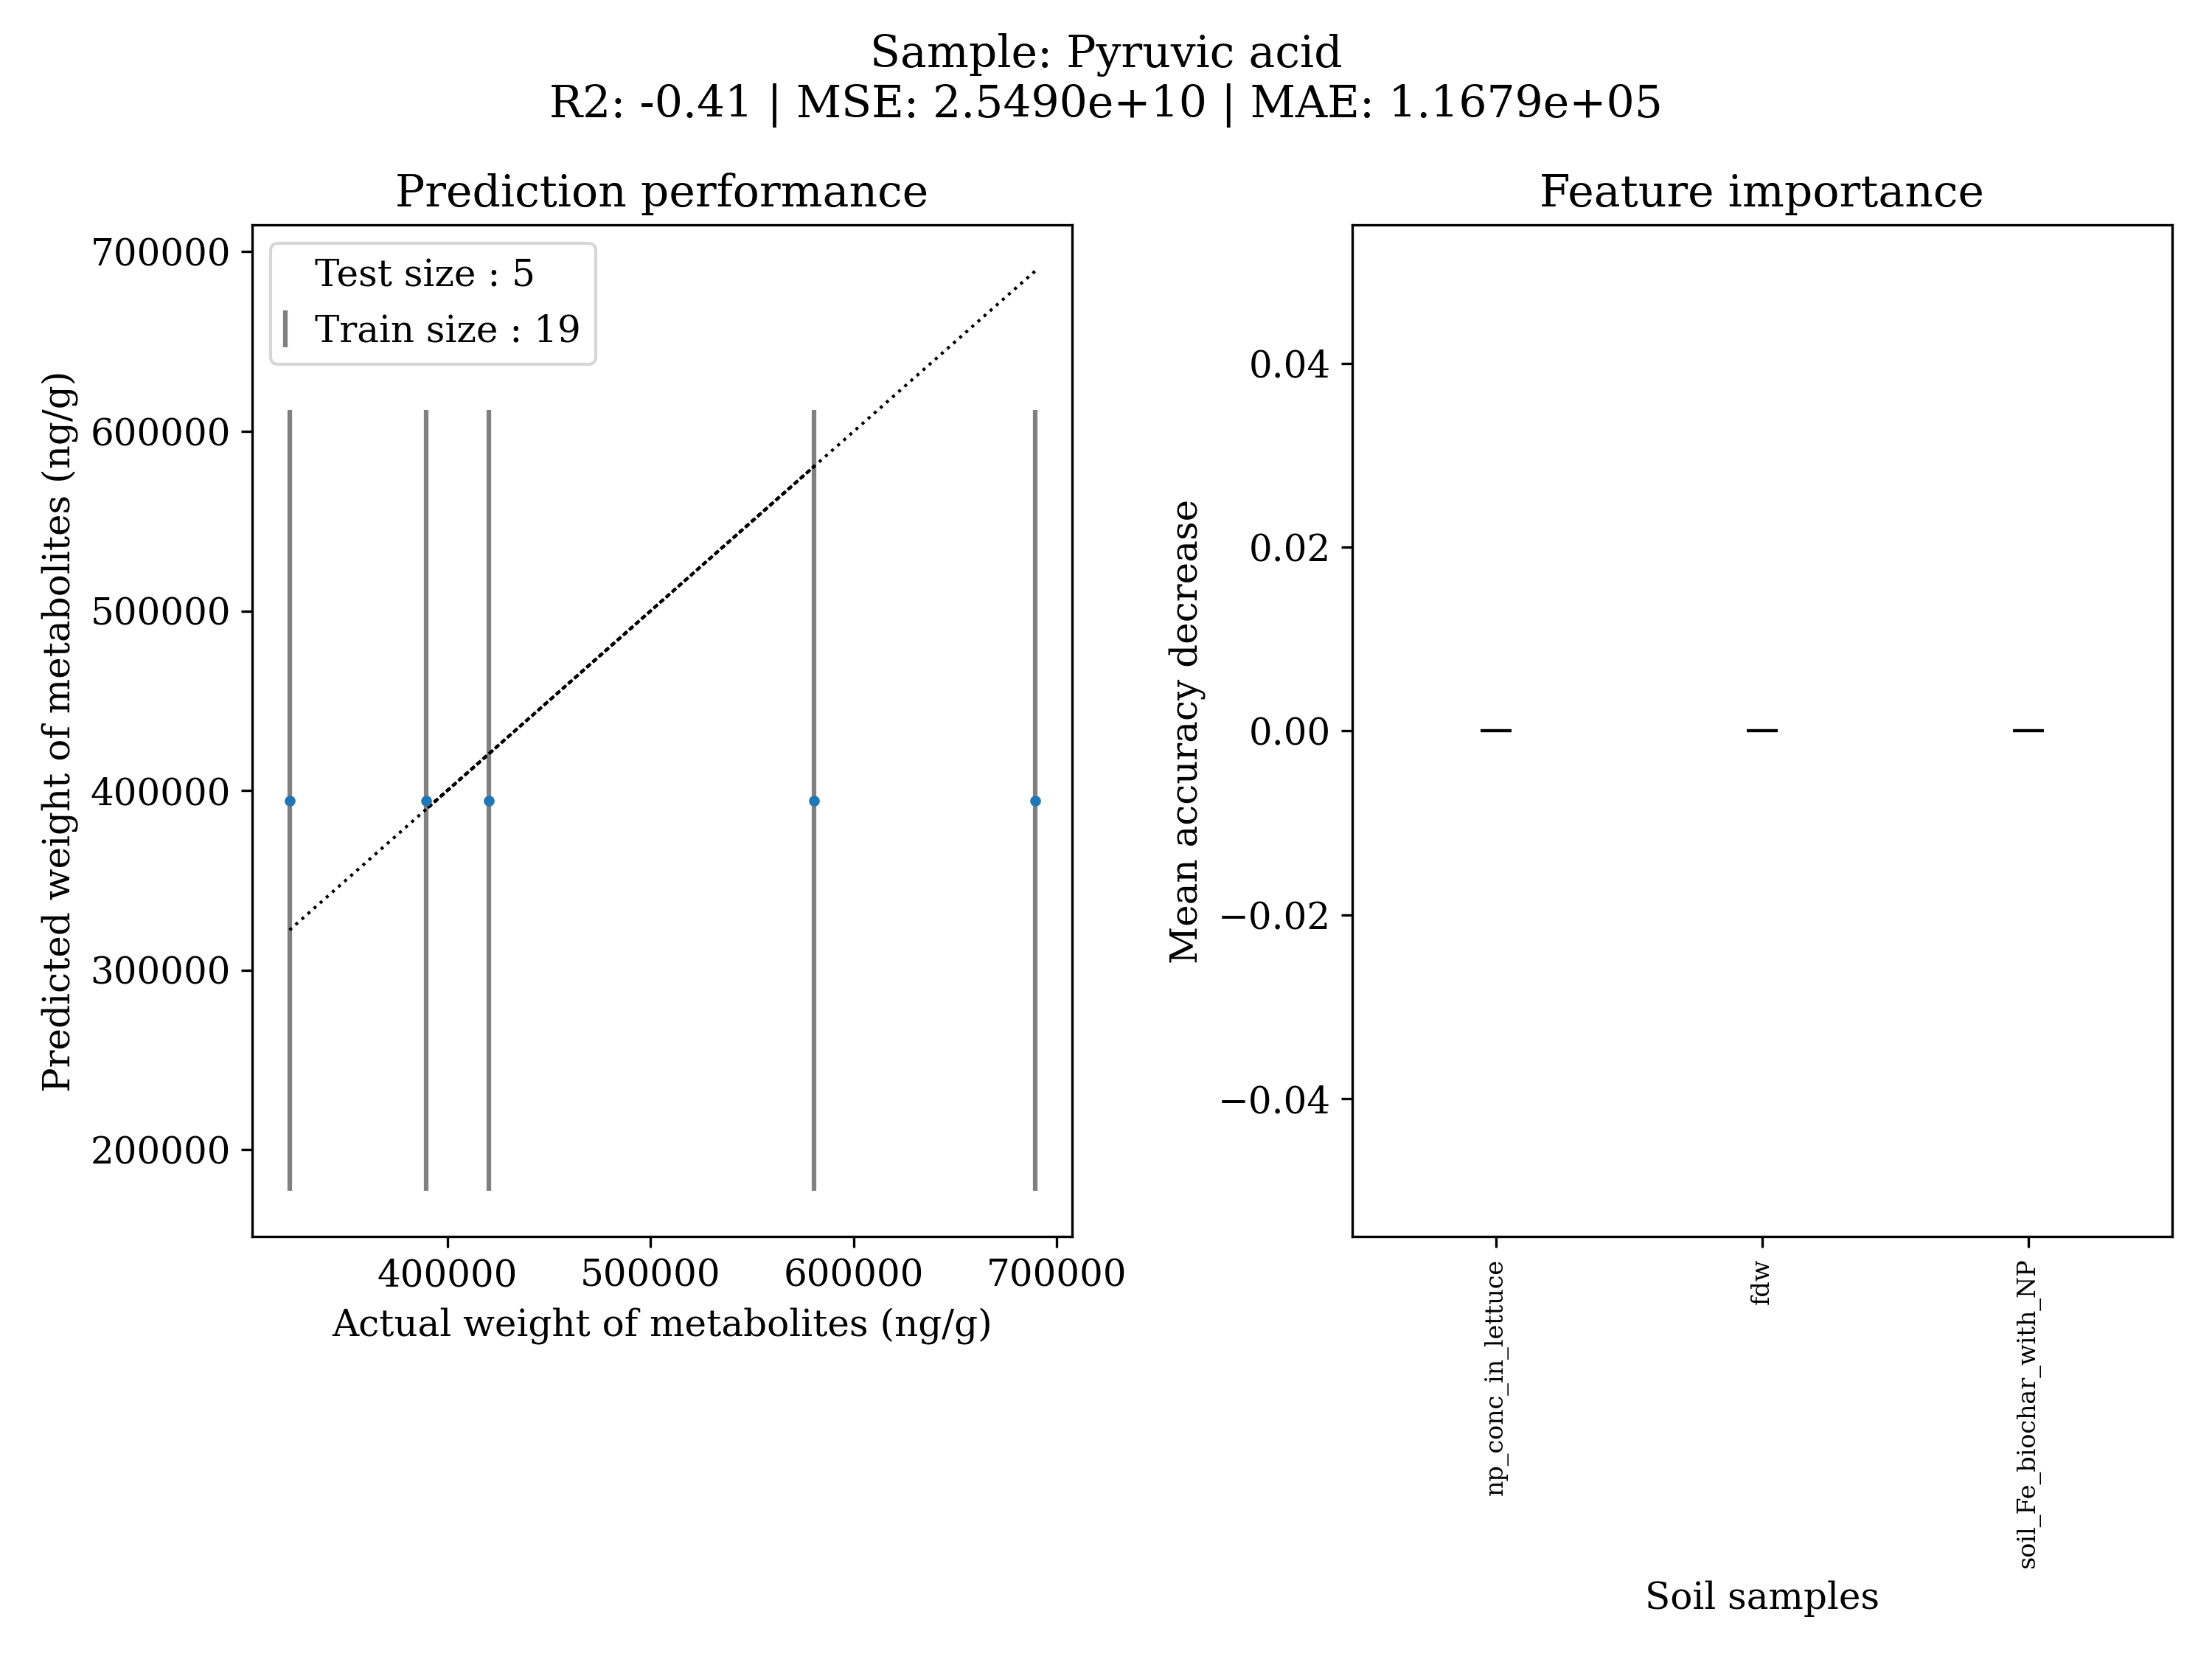 Sample: Pyruvic acid
R2: -0.41 | MSE: 2.5490e+10 | MAE: 1.1679e+05
Prediction performance
Test size : 5
Train size : 19
700000
600000
500000
400000
300000
200000
Predicted weight of metabolites (ng/g)
400000 500000 600000 700000
Actual weight of metabolites (ng/g)
Feature importance
0.04
0.02
0.00
−0.02
−0.04
Mean accuracy decrease
np_conc_in_lettuce
fdw
soil_Fe_biochar_with_NP
Soil samples